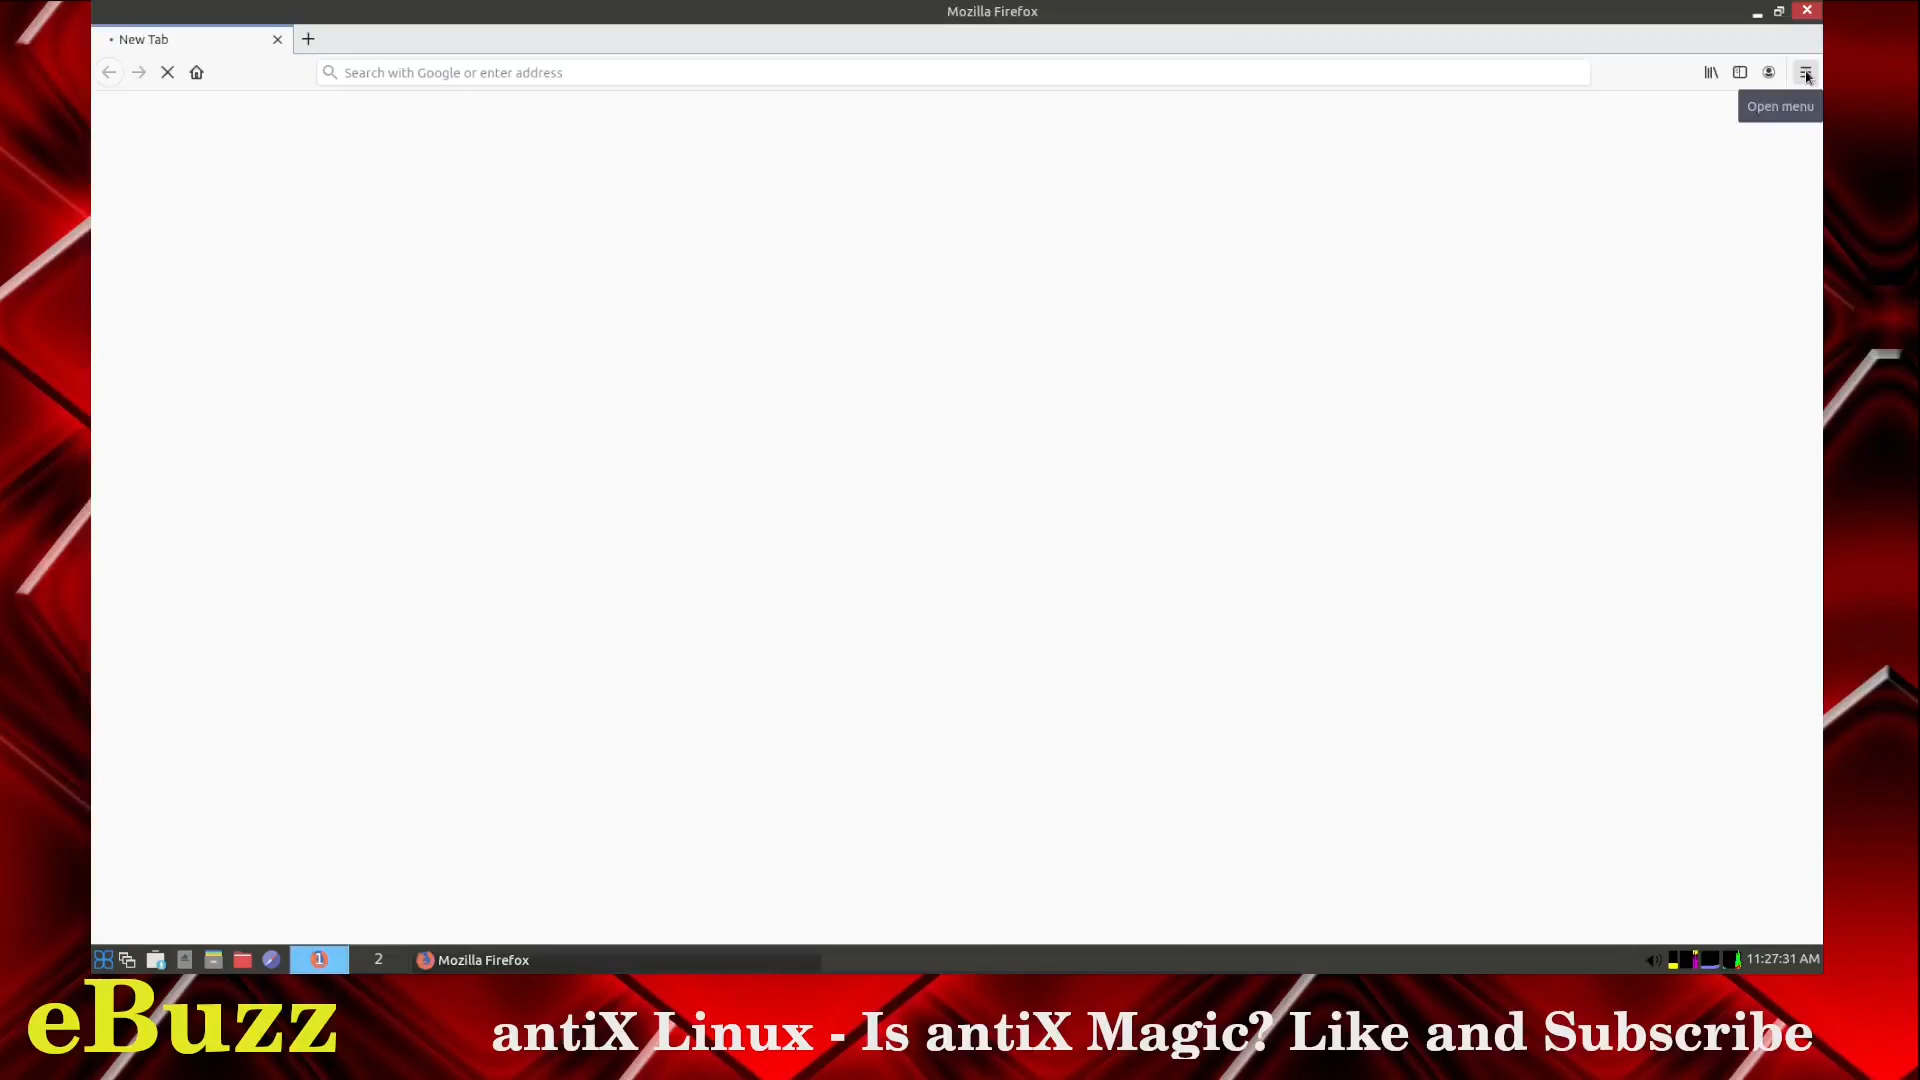 Mozilla Firefox
New Tab
Search with Google or enter address
Open menu
1
2
Mozilla Firefox
11:27:31 AM
eBuzz
antiX Linux - Is antiX Magic? Like and Subscribe